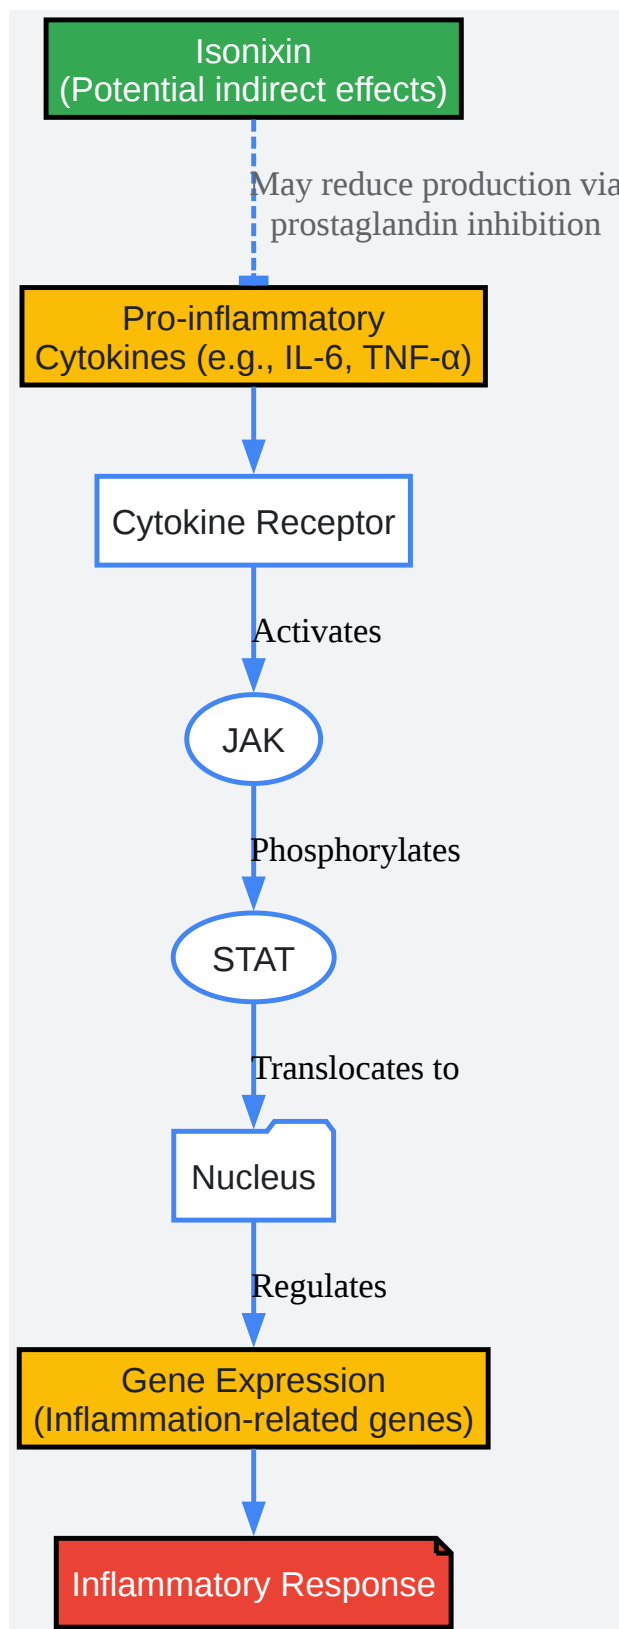 Isonixin
(Potential indirect effects)
May reduce production via
prostaglandin inhibition
Pro-inflammatory
Cytokines (e.g., IL-6, TNF-α)
Cytokine Receptor
Activates
JAK
Phosphorylates
STAT
Translocates to
Nucleus
Regulates
Gene Expression
(Inflammation-related genes)
Inflammatory Response